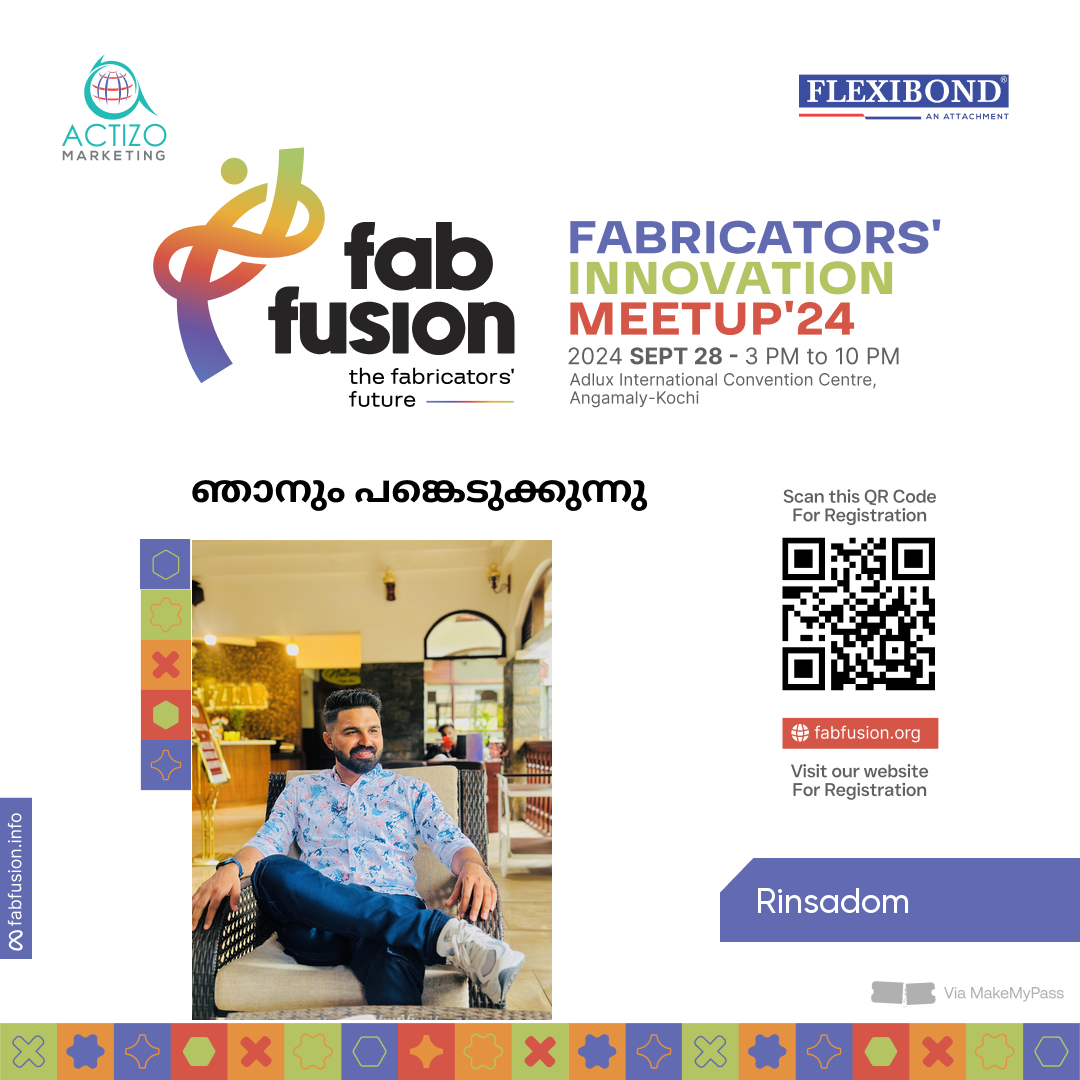 ACTIZO
MARKETING
FLEXIBOND®
AN ATTACHMENT
fab
fusion
the fabricators'
future
FABRICATORS'
INNOVATION
MEETUP'24
2024 SEPT 28 - 3 PM to 10 PM
Adlux International Convention Centre,
Angamaly-Kochi
ഞാനും പങ്കെടുക്കുന്നു
Scan this QR Code
For Registration
fabfusion.org
Visit our website
For Registration
fabfusion.info
Rinsadom
Via MakeMyPass